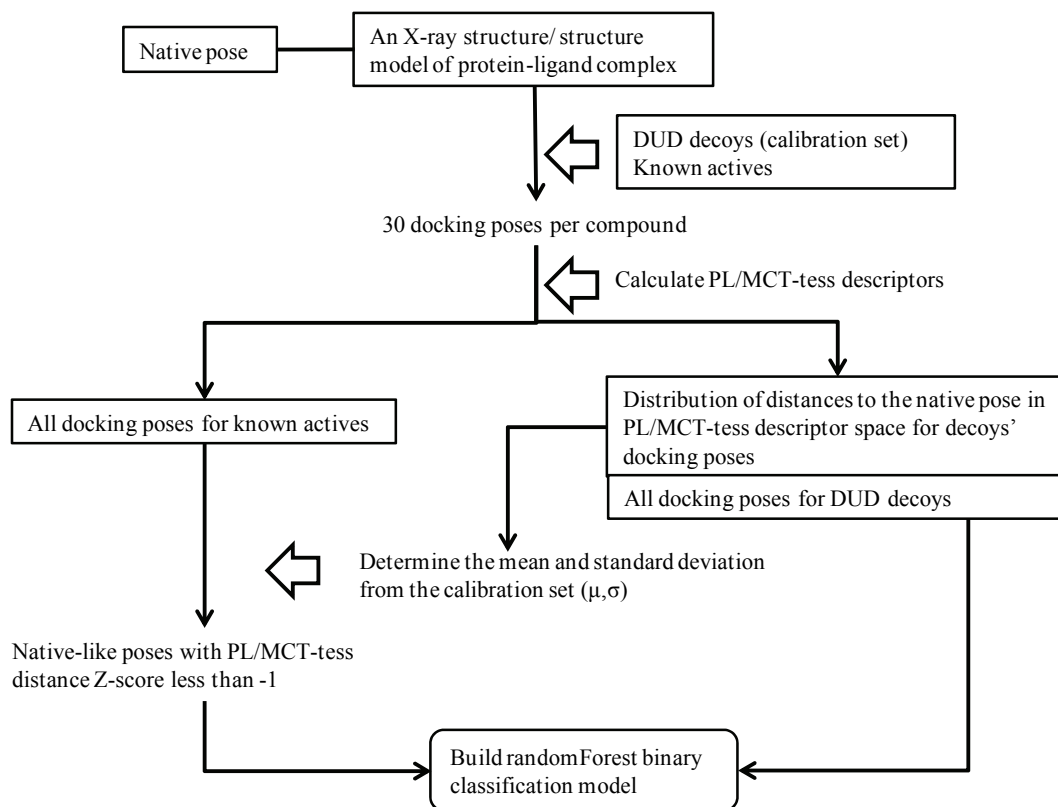 Native pose
An X-ray structure/ structure
model of protein-ligand complex
DUD decoys (calibration set)
Known actives
30 docking poses per compound
Calculate PL/MCT-tess descriptors
All docking poses for known actives
Distribution of distances to the native pose in
PL/MCT-tess descriptor space for decoys'
docking poses
All docking poses for DUD decoys
Determine the mean and standard deviation
from the calibration set (μ,σ)
Native-like poses with PL/MCT-tess
distance Z-score less than -1
Build randomForest binary
classification model